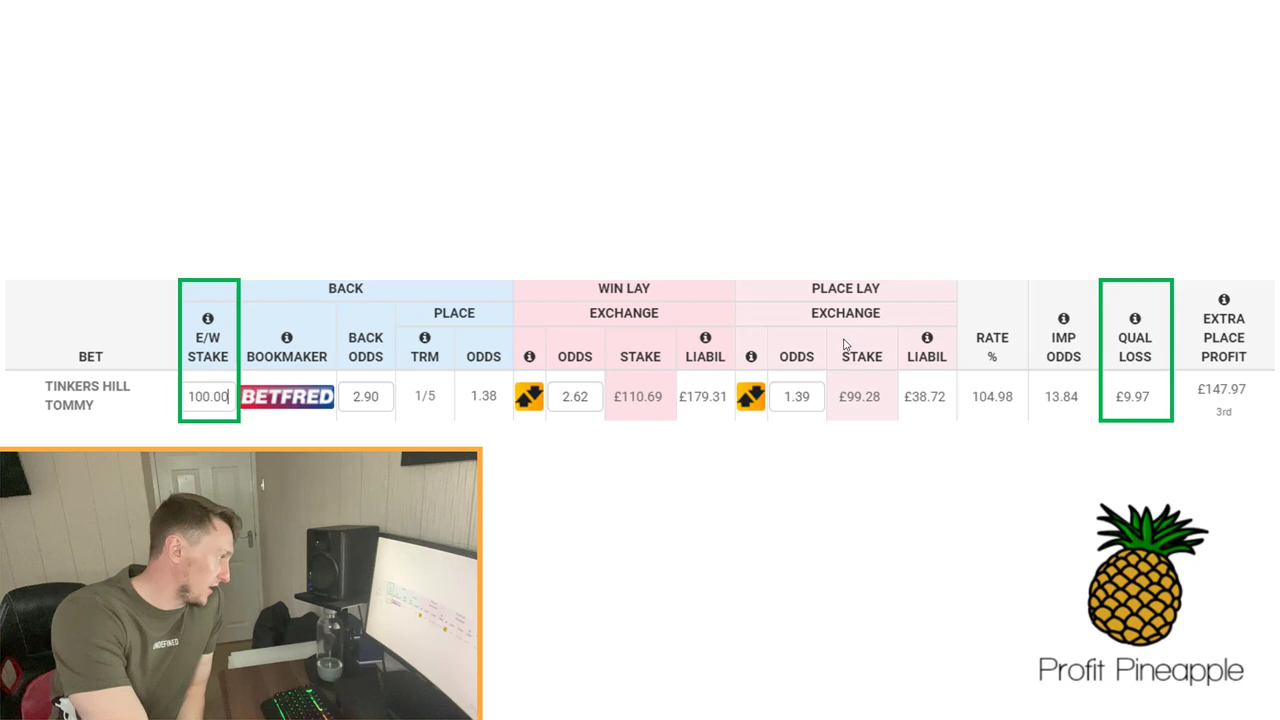 BACK
WIN LAY
PLACE LAY
PLACE
EXCHANGE
EXCHANGE
BET
E/W
STAKE
BOOKMAKER
BACK
ODDS
TRM
ODDS
ODDS
STAKE
LIABIL
ODDS
STAKE
LIABIL
RATE
%
IMP
ODDS
QUAL
LOSS
EXTRA
PLACE
PROFIT
TINKERS HILL
TOMMY
100.00
BETFRED
2.90
1/5
1.38
2.62
£110.69
£179.31
1.39
£99.28
£38.72
104.98
13.84
£9.97
£147.97
3rd
UNDEFINED
Profit Pineapple